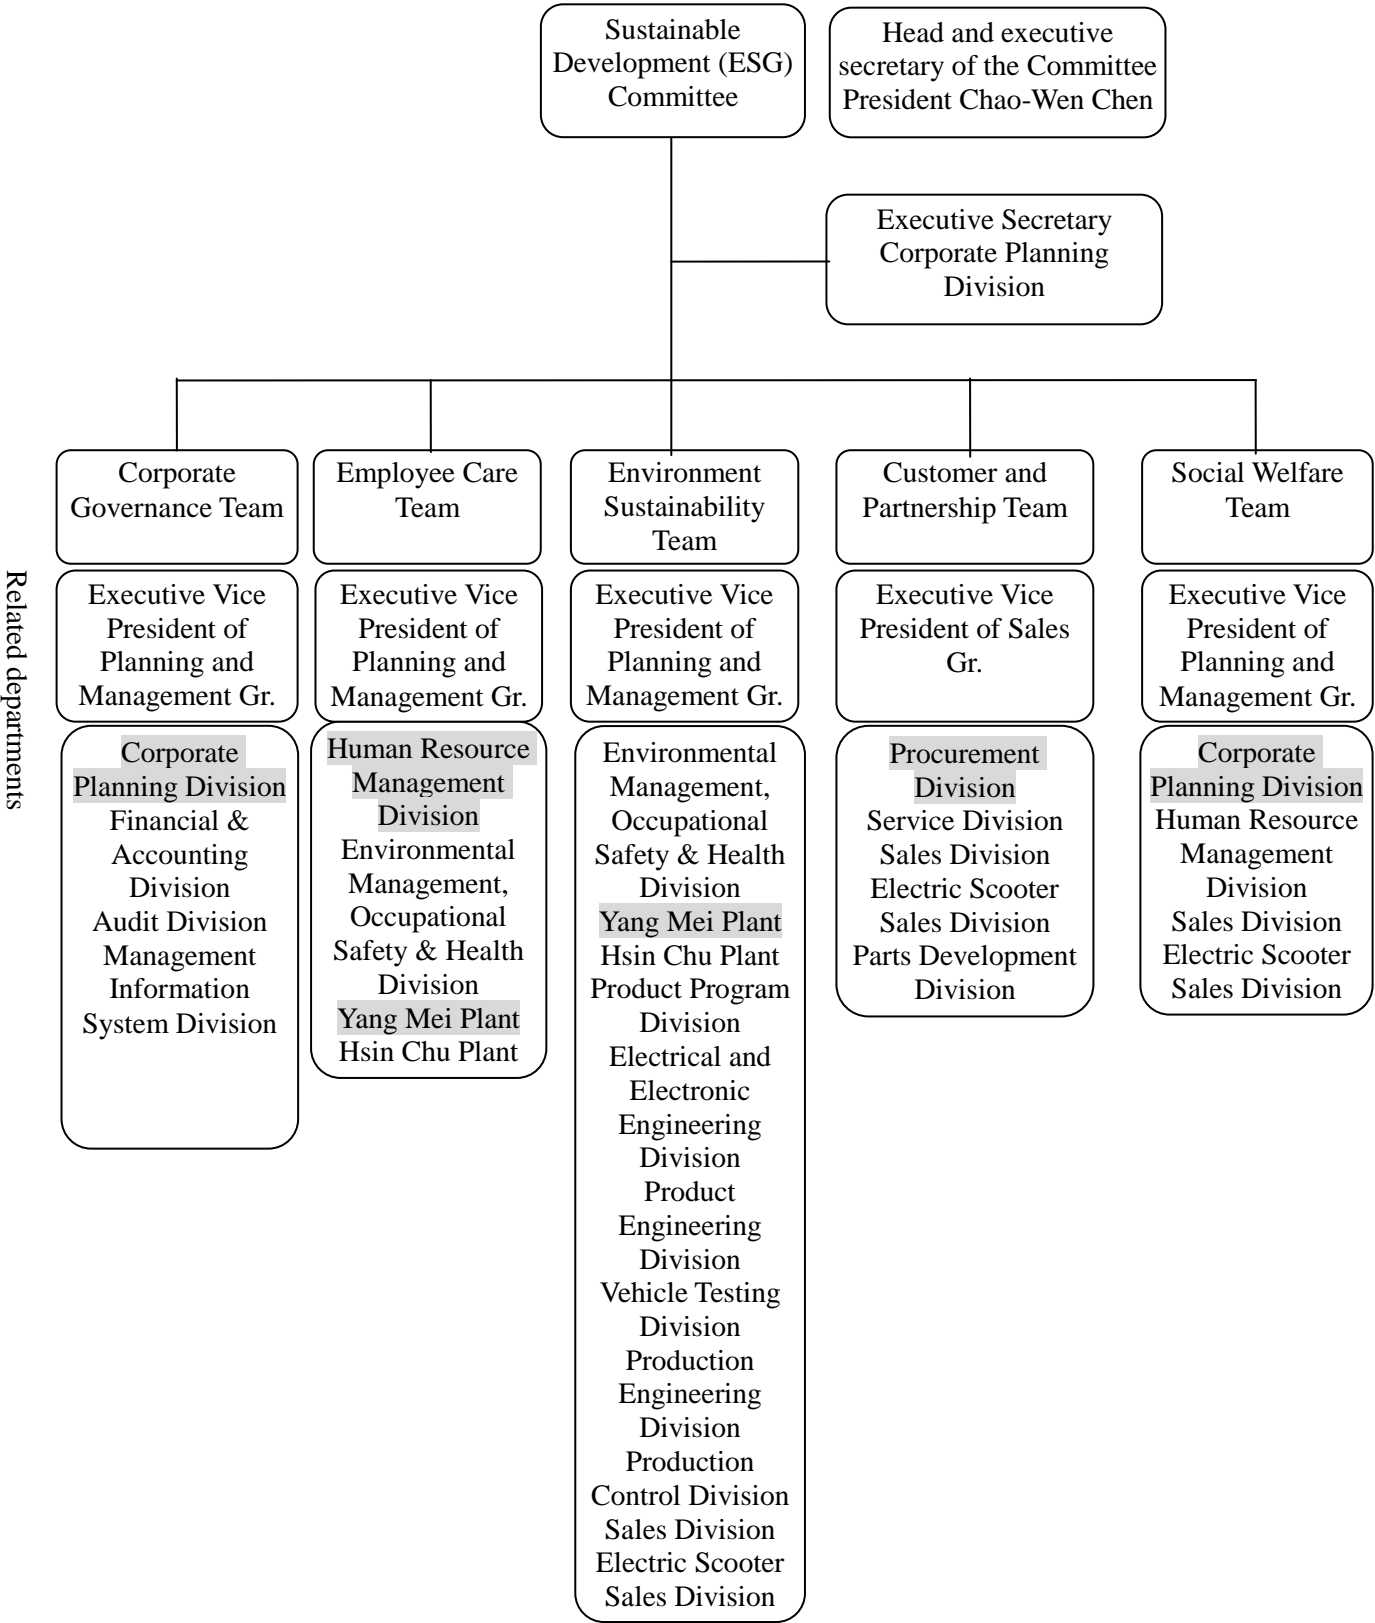 Sustainable
Development (ESG)
Committee
Head and executive
secretary of the Committee
President Chao-Wen Chen
Executive Secretary
Corporate Planning
Division
Corporate
Governance Team
Employee Care
Team
Environment
Sustainability
Team
Customer and
Partnership Team
Social Welfare
Team
Related departments
Executive Vice
President of
Planning and
Management Gr.
Executive Vice
President of
Planning and
Management Gr.
Executive Vice
President of
Planning and
Management Gr.
Executive Vice
President of Sales
Gr.
Executive Vice
President of
Planning and
Management Gr.
Corporate
Planning Division
Financial &
Accounting
Division
Audit Division
Management
Information
System Division
Human Resource
Management
Division
Environmental
Management,
Occupational
Safety & Health
Division
Yang Mei Plant
Hsin Chu Plant
Environmental
Management,
Occupational
Safety & Health
Division
Yang Mei Plant
Hsin Chu Plant
Product Program
Division
Electrical and
Electronic
Engineering
Division
Product
Engineering
Division
Vehicle Testing
Division
Production
Engineering
Division
Production
Control Division
Sales Division
Electric Scooter
Sales Division
Procurement
Division
Service Division
Sales Division
Electric Scooter
Sales Division
Parts Development
Division
Corporate
Planning Division
Human Resource
Management
Division
Sales Division
Electric Scooter
Sales Division